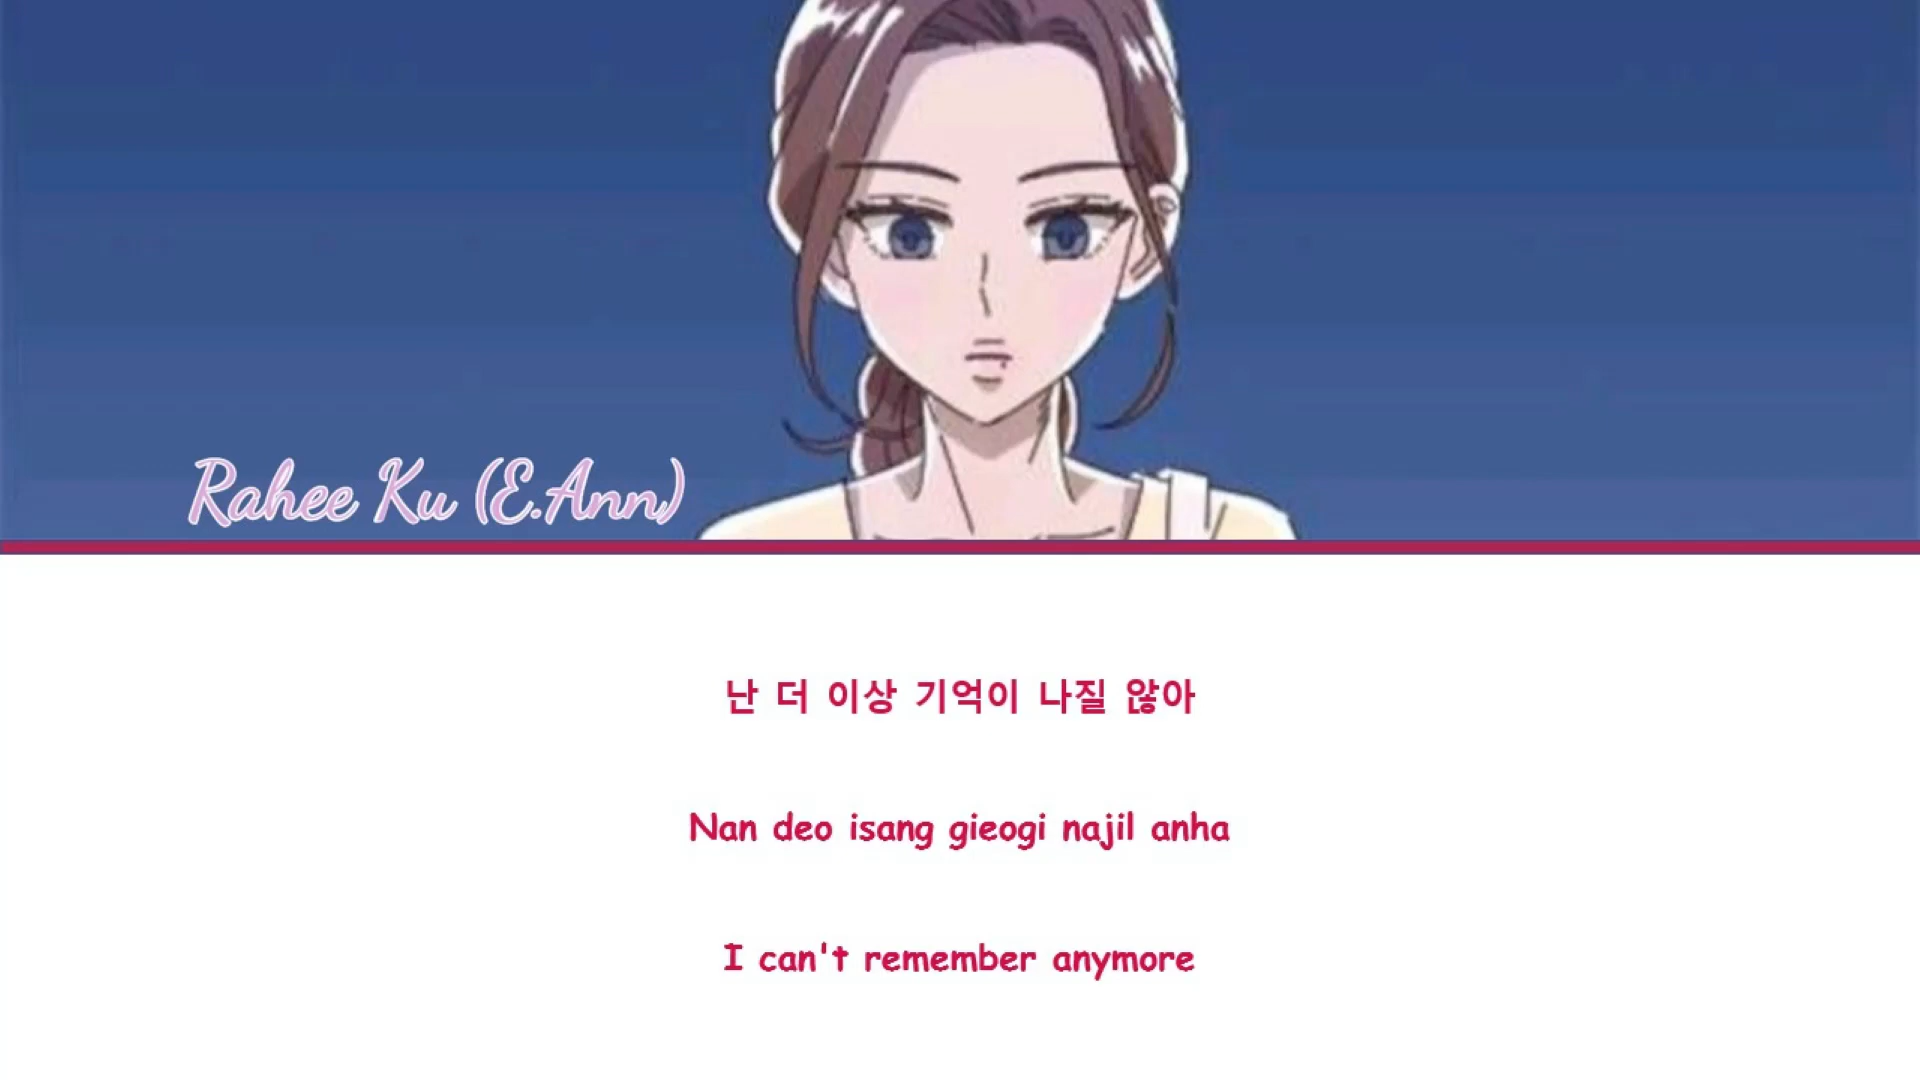 Rahee Ku (E.Ann)
난 더 이상 기억이 나질 않아
Nan deo isang gieogi najil anha
I can't remember anymore